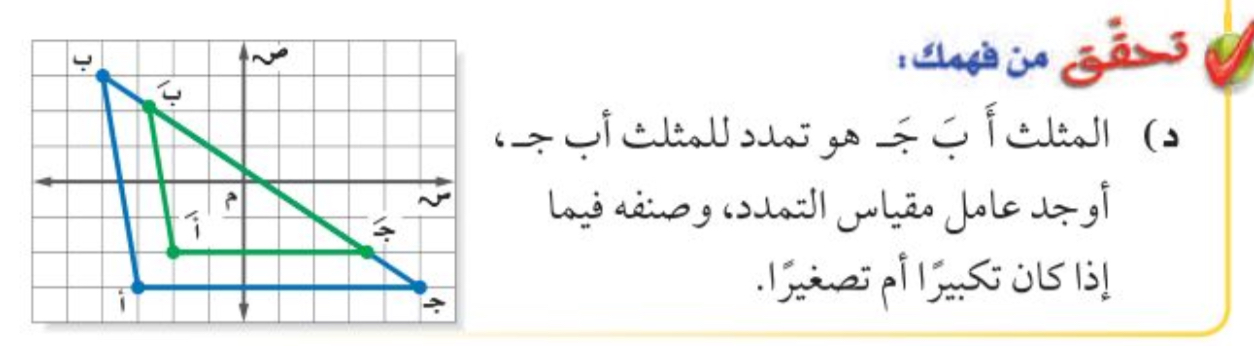 تحقَّق من فهمك:
د) المثلث أَ بَ جَـ هو تمدد للمثلث أب جـ،
أوجد عامل مقياس التمدد، وصنفه فيما
إذا كان تكبيرًا أم تصغيرًا.
ص
ب
بَ
س
م
أَ
جَـ
أ
جـ